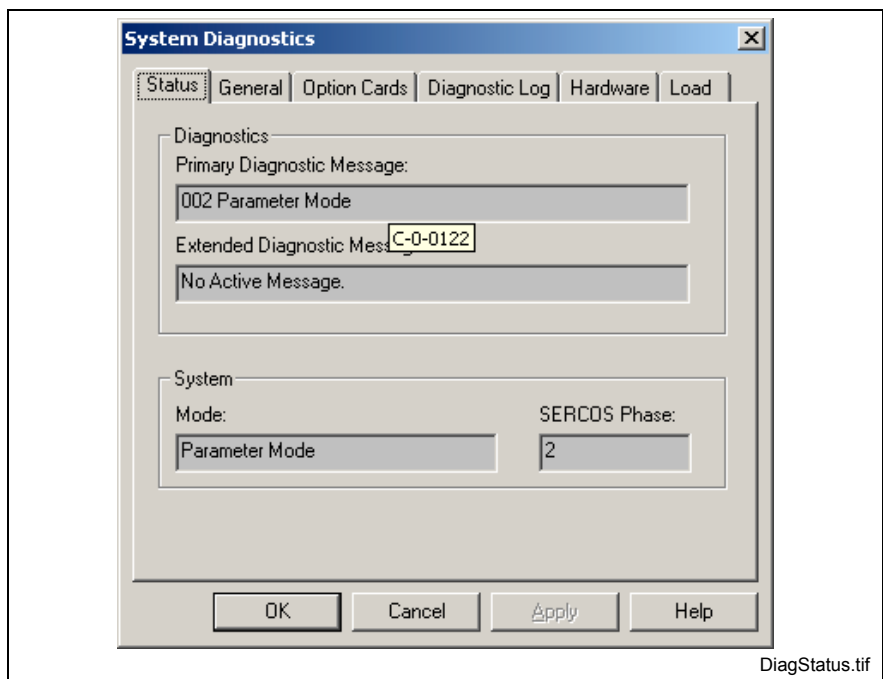 System Diagnostics
Status General Option Cards Diagnostic Log Hardware Load
Diagnostics
Primary Diagnostic Message:
002 Parameter Mode
C-0-0122
Extended Diagnostic Mess
No Active Message.
System
Mode: SERCOS Phase:
Parameter Mode 2
OK Cancel Apply Help
DiagStatus.tif